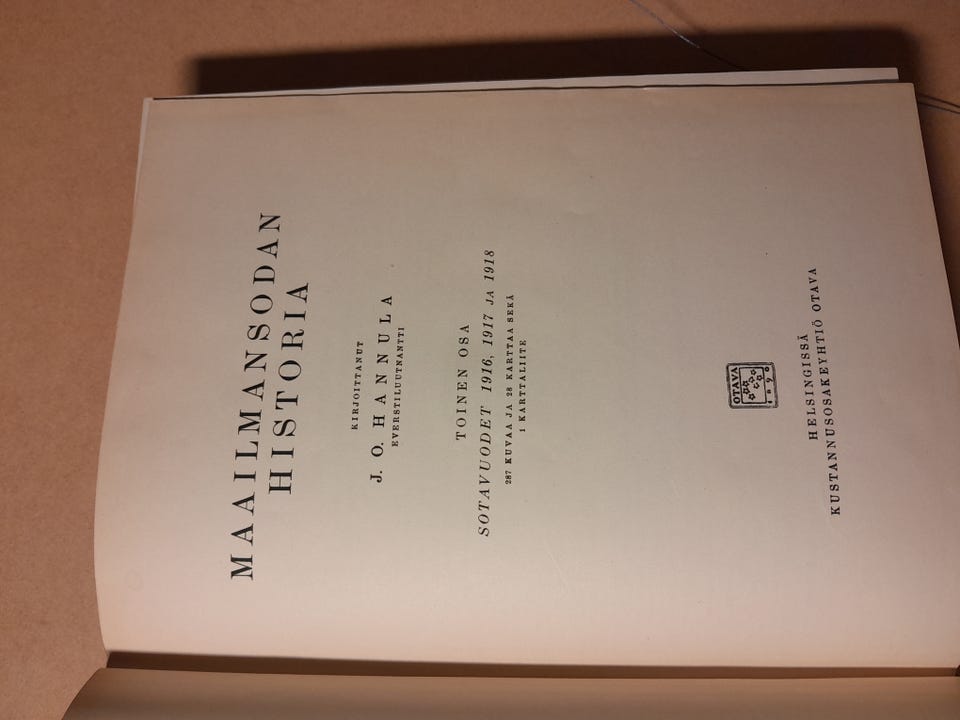 MAAILMANSODAN
HISTORIA
KIRJOITTANUT
J. O. HANNULA
EVERSTILUUTNANTTI
TOINEN OSA
SOTAVUODET 1916, 1917 JA 1918
287 KUVAA JA 28 KARTTAA SEKÄ
1 KARTTALIITE
OTAVA
1890
HELSINGISSÄ
KUSTANNUSOSAKEYHTIÖ OTAVA